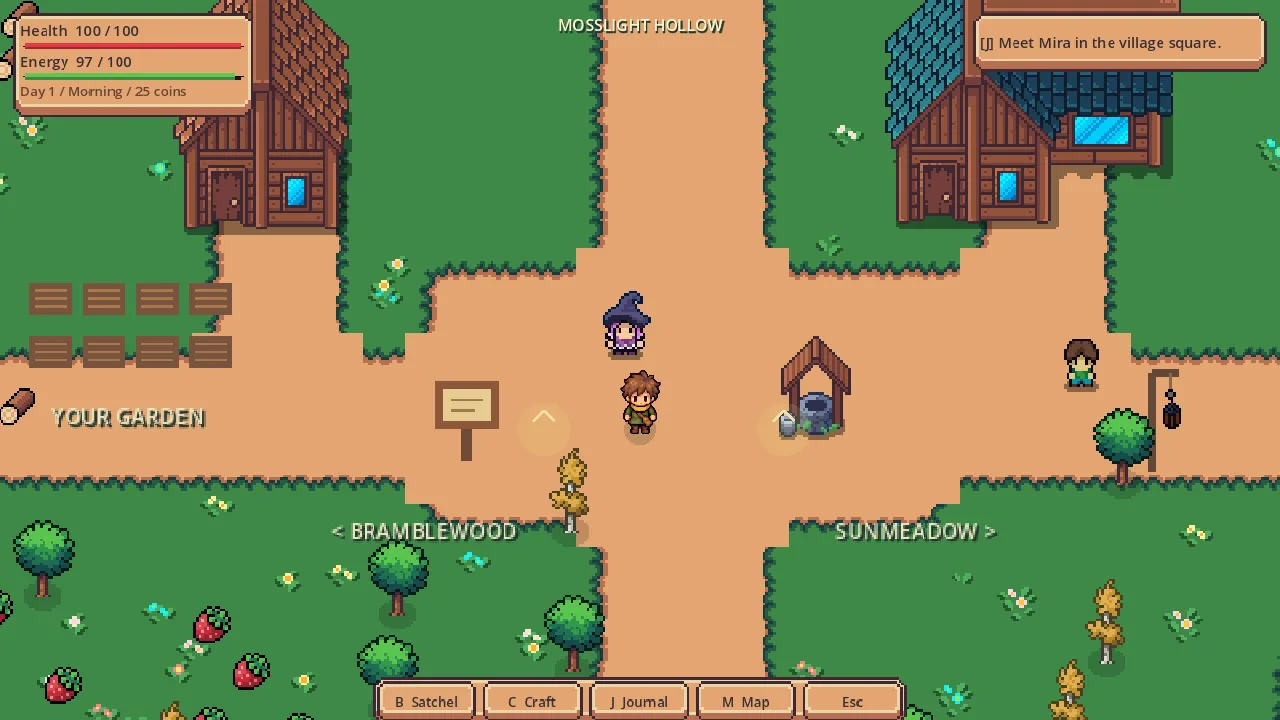 Health 100 / 100
Energy 97 / 100
Day 1 / Morning / 25 coins
MOSSLIGHT HOLLOW
[J] Meet Mira in the village square.
YOUR GARDEN
< BRAMBLEWOOD
SUNMEADOW >
B Satchel
C Craft
J Journal
M Map
Esc